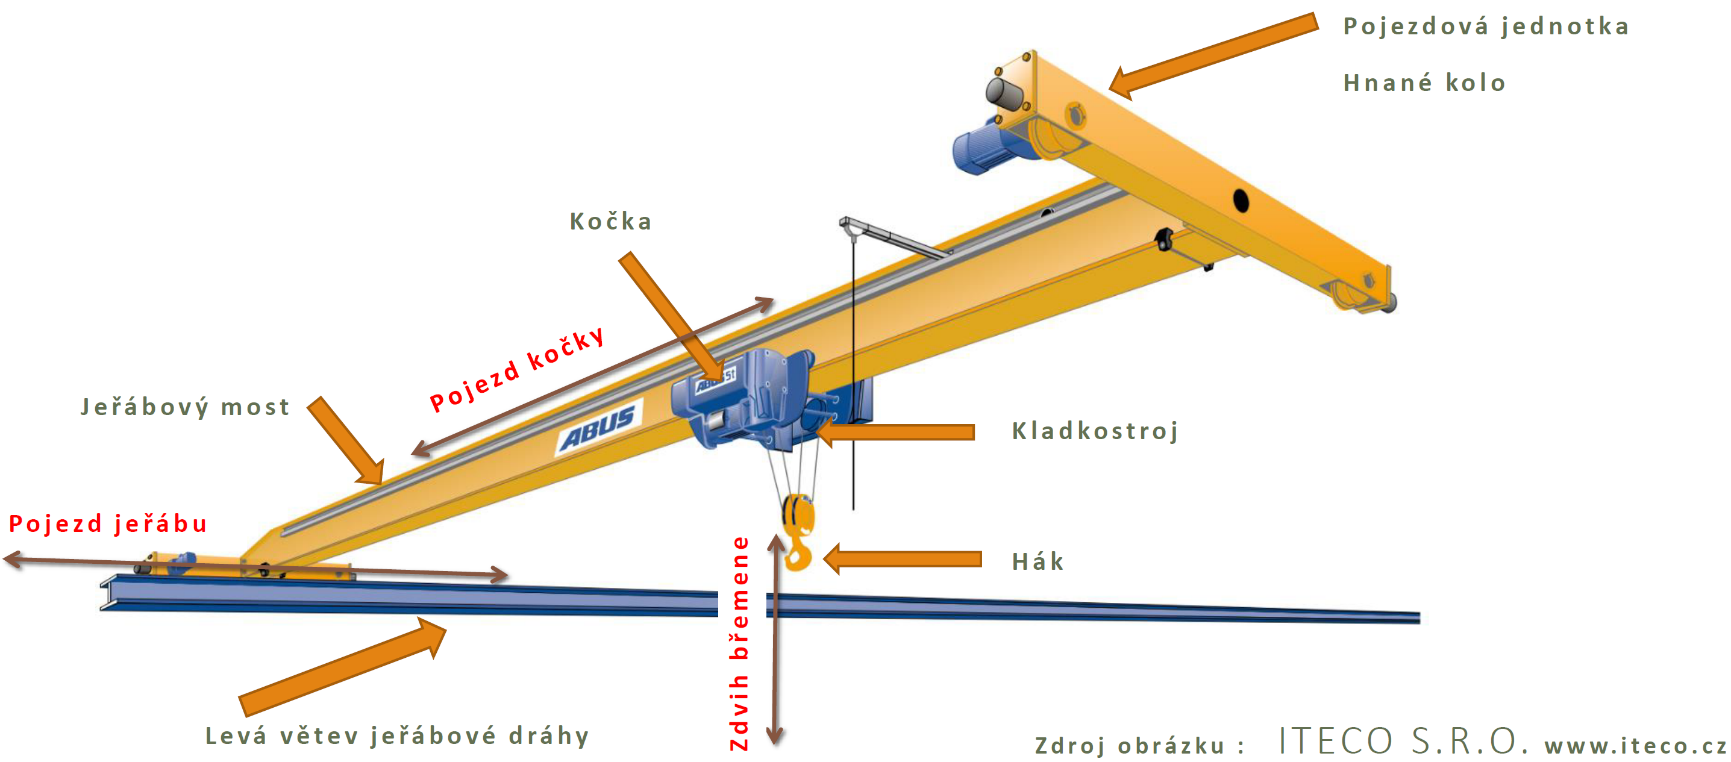 Pojezdová jednotka
Hnané kolo
Kočka
Pojezd kočky
Jeřábový most
ABUS
Kladkostroj
Pojezd jeřábu
Hák
Zdvih břemene
Levá větev jeřábové dráhy
Zdroj obrázku : ITECO S.R.O. www.iteco.cz